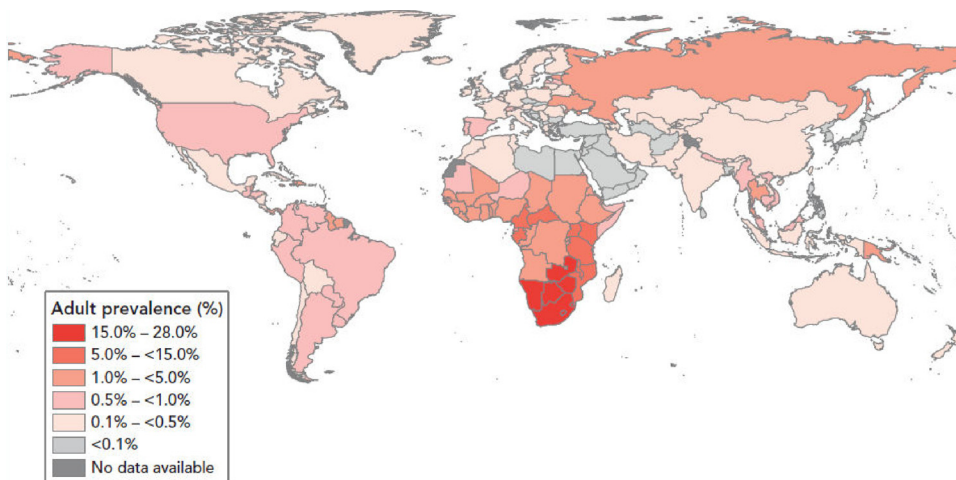 Adult prevalence (%)
15.0% – 28.0%
5.0% – <15.0%
1.0% – <5.0%
0.5% – <1.0%
0.1% – <0.5%
<0.1%
No data available